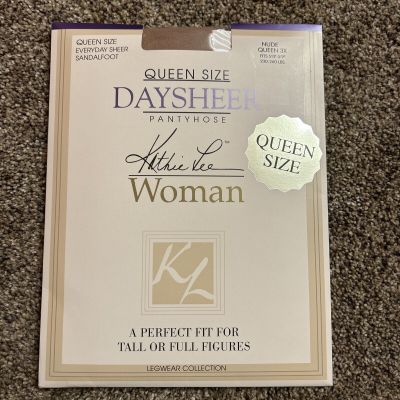 QUEEN SIZE
EVERYDAY SHEER
SANDALFOOT
NUDE
QUEEN 3X
QUEEN SIZE
DAYSHEER
PANTYHOSE
Kathie Lee™
Woman
QUEEN
SIZE
KL
A PERFECT FIT FOR
TALL OR FULL FIGURES
LEGWEAR COLLECTION